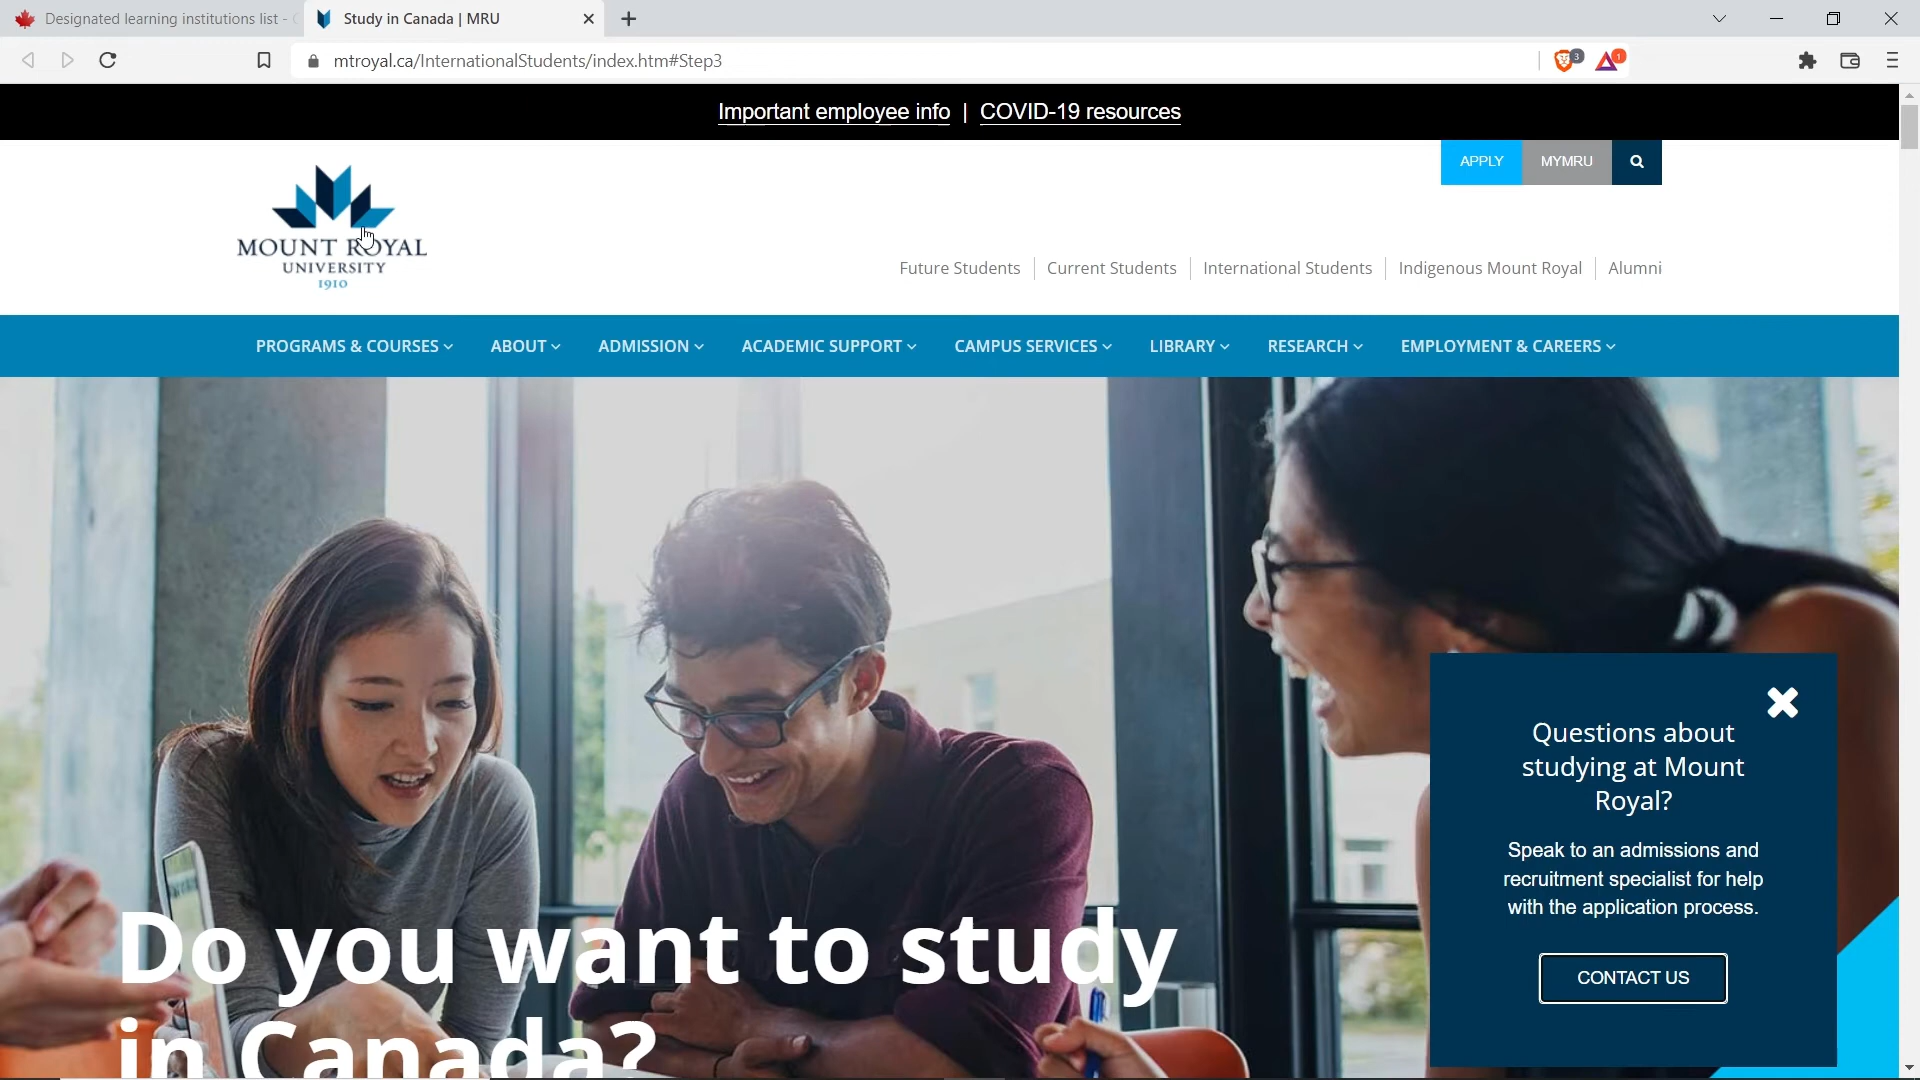 Designated learning institutions list -
Study in Canada | MRU
mtroyal.ca/InternationalStudents/index.htm#Step3
3
1
Important employee info | COVID-19 resources
APPLY
MYMRU
MOUNT ROYAL
UNIVERSITY
1910
Future Students
Current Students
International Students
Indigenous Mount Royal
Alumni
PROGRAMS & COURSES
ABOUT
ADMISSION
ACADEMIC SUPPORT
CAMPUS SERVICES
LIBRARY
RESEARCH
EMPLOYMENT & CAREERS
Do you want to study
in Canada?
Questions about
studying at Mount
Royal?
Speak to an admissions and
recruitment specialist for help
with the application process.
CONTACT US